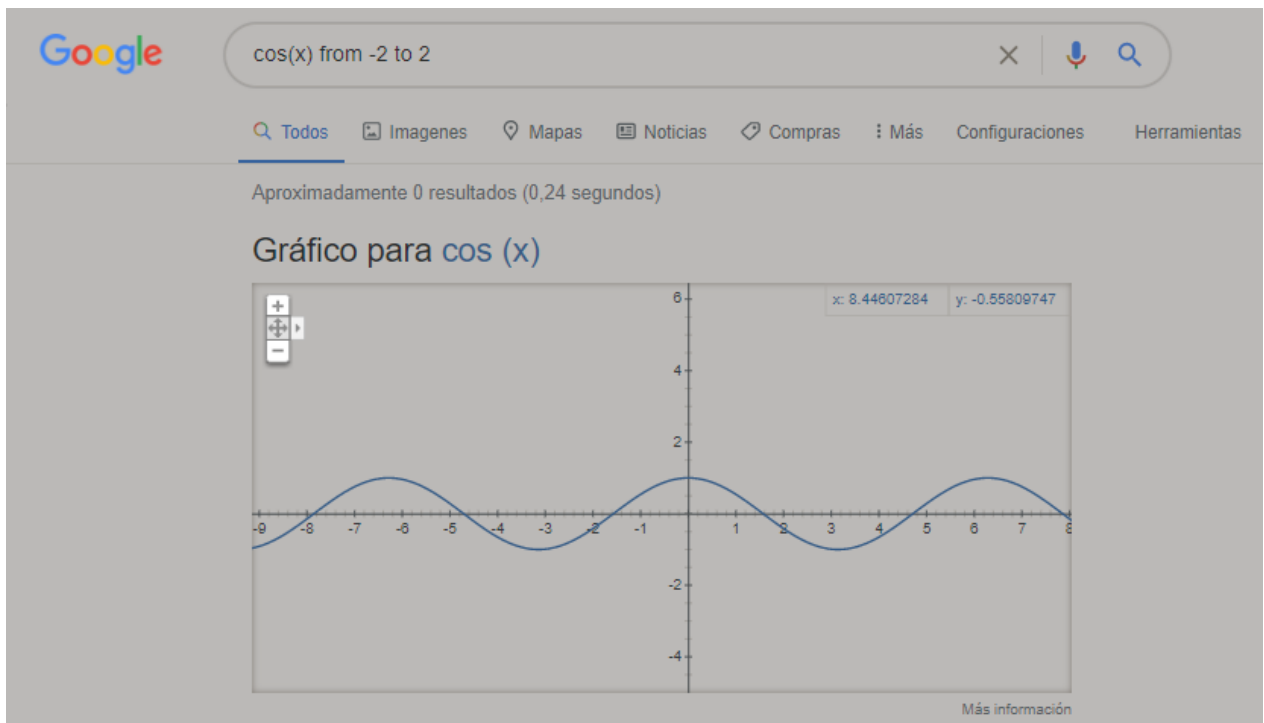 Google
cos(x) from -2 to 2
Todos Imagenes Mapas Noticias Compras Más Configuraciones Herramientas
Aproximadamente 0 resultados (0,24 segundos)
Gráfico para cos (x)
x: 8.44607284 y: -0.55809747
6
4
2
-9 -8 -7 -6 -5 -4 -3 -2 -1 1 2 3 4 5 6 7 8
-2
-4
Más información